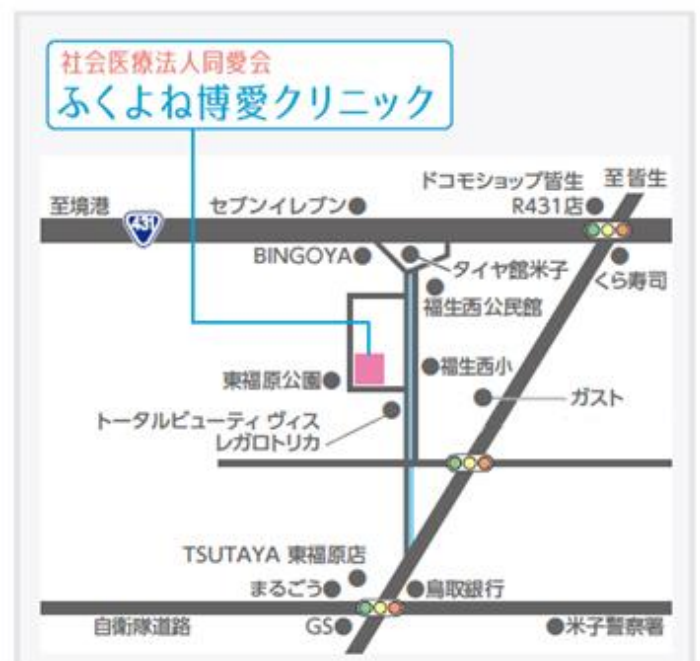 社会医療法人同愛会
ふくよね博愛クリニック
ドコモショップ皆生
R431店
至皆生
至境港
431
セブンイレブン
BINGOYA
タイヤ館米子
くら寿司
福生西公民館
東福原公園
福生西小
ガスト
トータルビューティ ヴィス
レガロトリカ
TSUTAYA 東福原店
まるごう
鳥取銀行
自衛隊道路
GS
米子警察署